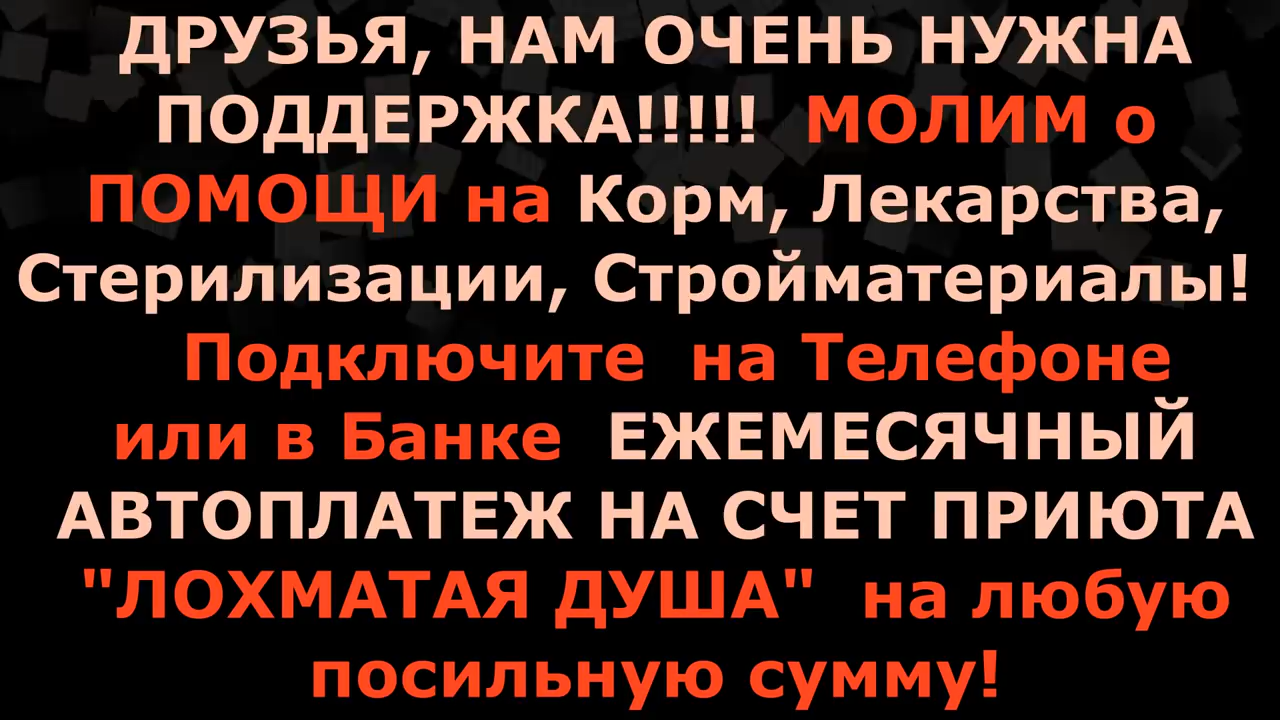 ДРУЗЬЯ, НАМ ОЧЕНЬ НУЖНА
ПОДДЕРЖКА!!!!! МОЛИМ о
ПОМОЩИ на Корм, Лекарства,
Стерилизации, Стройматериалы!
Подключите на Телефоне
или в Банке ЕЖЕМЕСЯЧНЫЙ
АВТОПЛАТЕЖ НА СЧЕТ ПРИЮТА
"ЛОХМАТАЯ ДУША" на любую
посильную сумму!